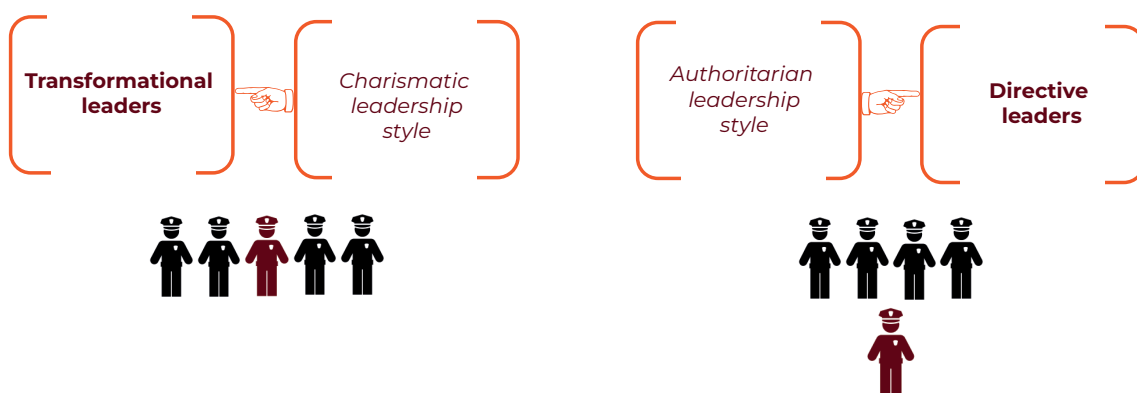 Transformational
leaders
Charismatic
leadership
style
Authoritarian
leadership
style
Directive
leaders